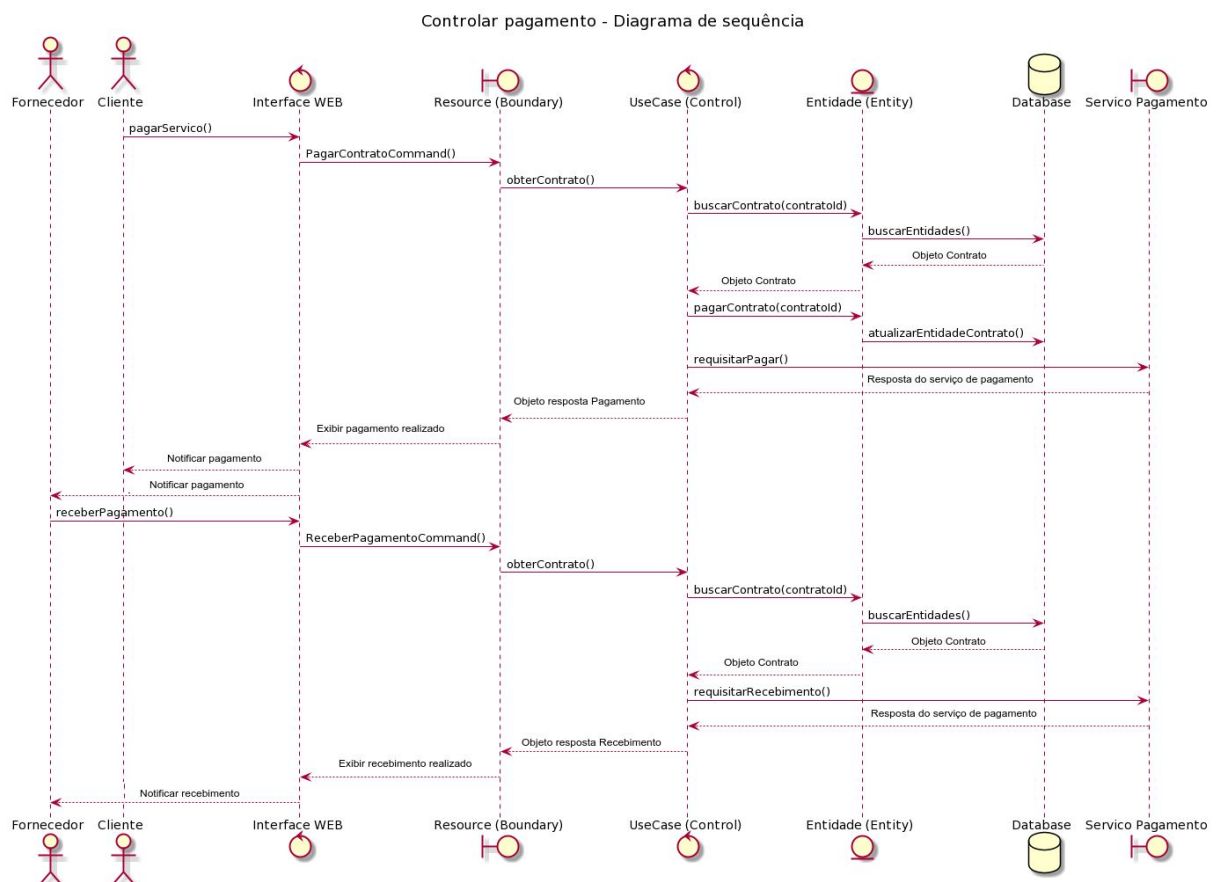 Controlar pagamento - Diagrama de sequência
Fornecedor Cliente Interface WEB Resource (Boundary) UseCase (Control) Entidade (Entity) Database Servico Pagamento
pagarServico()
PagarContratoCommand()
obterContrato()
buscarContrato(contratoId)
buscarEntidades()
Objeto Contrato
Objeto Contrato
pagarContrato(contratoId)
atualizarEntidadeContrato()
requisitarPagar()
Resposta do serviço de pagamento
Objeto resposta Pagamento
Exibir pagamento realizado
Notificar pagamento
Notificar pagamento
receberPagamento()
ReceberPagamentoCommand()
obterContrato()
buscarContrato(contratoId)
buscarEntidades()
Objeto Contrato
Objeto Contrato
requisitarRecebimento()
Resposta do serviço de pagamento
Objeto resposta Recebimento
Exibir recebimento realizado
Notificar recebimento
Fornecedor Cliente Interface WEB Resource (Boundary) UseCase (Control) Entidade (Entity) Database Servico Pagamento